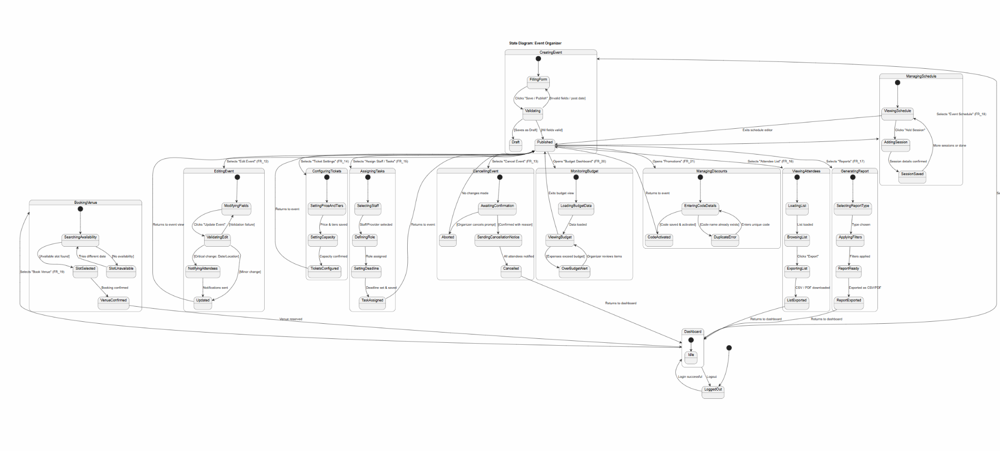 State Diagram: Event Organizer
CreatingEvent
FillingForm
Clicks "Save / Publish"
[Invalid fields / past date]
Validating
[Saves as Draft]
[All fields valid]
Draft
Published
ManagingSchedule
ViewingSchedule
Selects "Event Schedule" (FR_18)
Exits schedule editor
Clicks "Add Session"
AddingSession
More sessions or done
Session details confirmed
SessionSaved
Selects "Edit Event" (FR_12)
Selects "Ticket Settings" (FR_14)
Selects "Assign Staff / Tasks" (FR_15)
Selects "Cancel Event" (FR_13)
Opens "Budget Dashboard" (FR_20)
Opens "Promotions" (FR_21)
Selects "Attendee List" (FR_16)
Selects "Reports" (FR_17)
BookingVenue
SearchingAvailability
[Available slot found]
Tries different date
[No availability]
SlotSelected
SlotUnavailable
Selects "Book Venue" (FR_19)
Booking confirmed
VenueConfirmed
Venue reserved
EditingEvent
ModifyingFields
Returns to event view
Clicks "Update Event"
[Validation failure]
ValidatingEdit
[Critical change: Date/Location]
NotifyingAttendees
[Minor change]
Notifications sent
Updated
ConfiguringTickets
SettingPriceAndTiers
Returns to event
Price & tiers saved
SettingCapacity
Capacity confirmed
TicketsConfigured
AssigningTasks
SelectingStaff
Staff/Provider selected
Returns to event
DefiningRole
Role assigned
SettingDeadline
Deadline set & saved
TaskAssigned
CancellingEvent
No changes made
AwaitingConfirmation
[Organizer cancels prompt]
[Confirmed with reason]
Aborted
SendingCancellationNotice
All attendees notified
Cancelled
Returns to dashboard
MonitoringBudget
Exits budget view
LoadingBudgetData
Data loaded
ViewingBudget
[Expenses exceed budget]
Organizer reviews items
OverBudgetAlert
ManagingDiscounts
Returns to event
EnteringCodeDetails
[Code saved & activated]
[Code name already exists]
Enters unique code
CodeActivated
DuplicateError
ViewingAttendees
LoadingList
List loaded
BrowsingList
Clicks "Export"
ExportingList
CSV / PDF downloaded
ListExported
Returns to dashboard
GeneratingReport
SelectingReportType
Type chosen
ApplyingFilters
Filters applied
ReportReady
Exported as CSV/PDF
ReportExported
Returns to dashboard
Dashboard
Idle
Login successful
Logout
LoggedOut